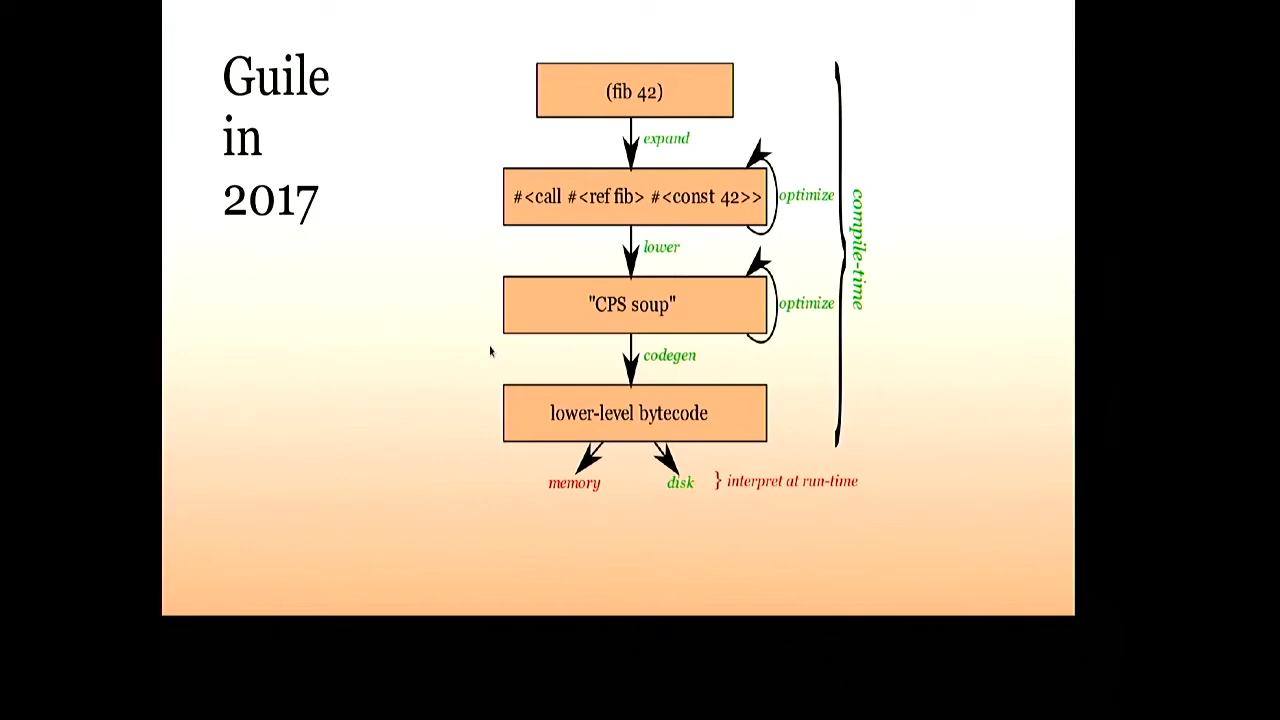 Guile
in
2017
(fib 42)
expand
#<call #<ref fib> #<const 42>>
optimize
lower
"CPS soup"
optimize
codegen
lower-level bytecode
memory
disk
} interpret at run-time
compile-time